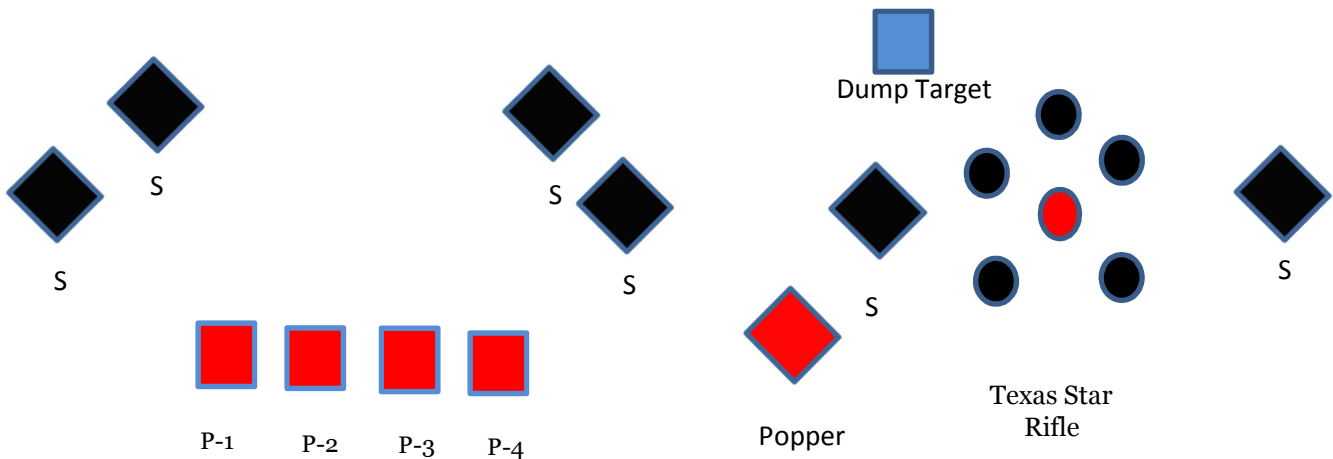 Dump Target
S
S
S
S
S
S
Texas Star
Rifle
Popper
P-1
P-2
P-3
P-4